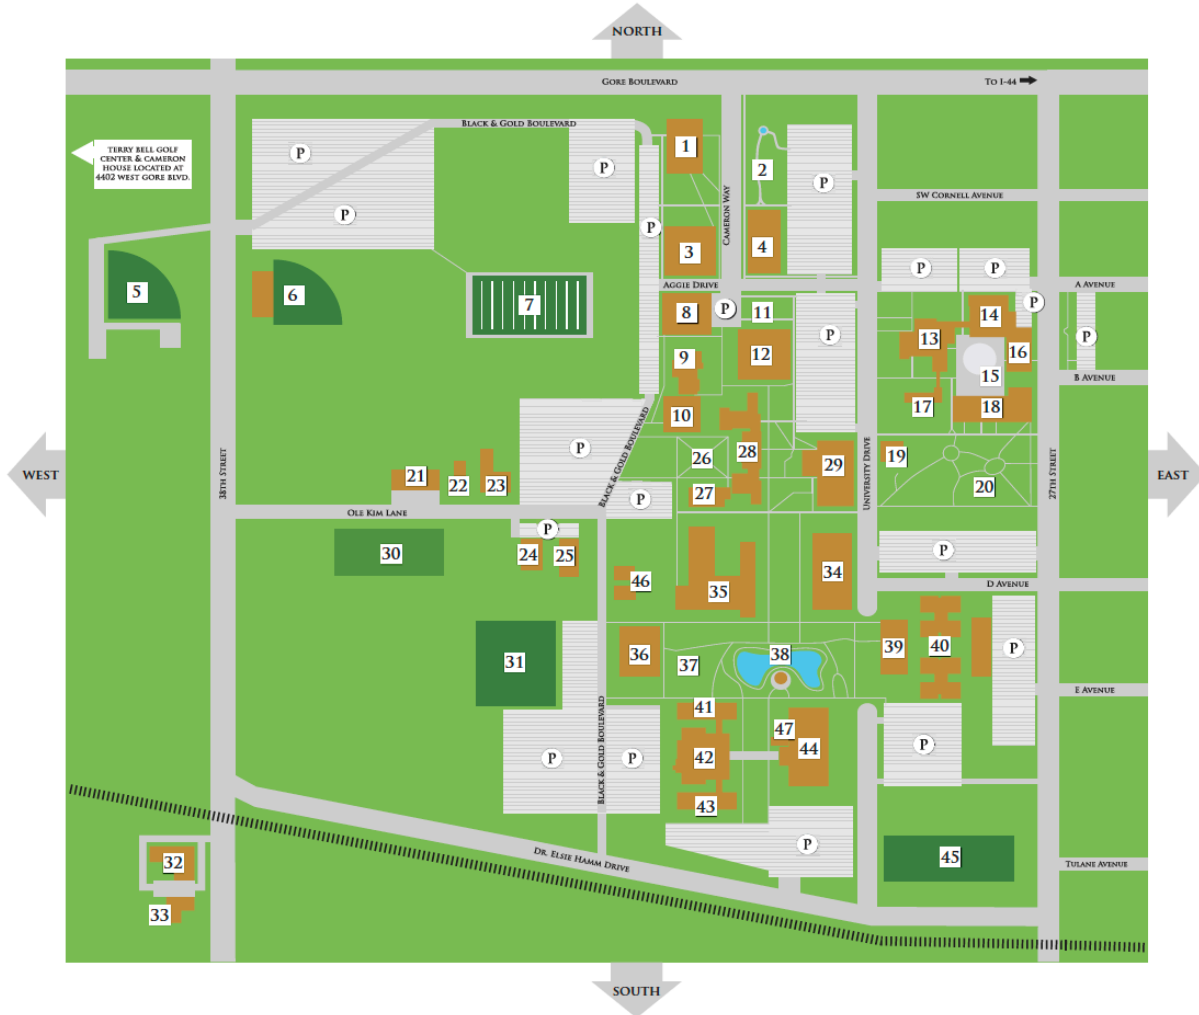 NORTH
GORE BOULEVARD
TO I-44
BLACK & GOLD BOULEVARD
TERRY BELL GOLF
CENTER & CAMERON
HOUSE LOCATED AT
4402 WEST GORE BLVD.
P
P
P
P
P
1
2
3
4
CAMERON WAY
SW CORNELL AVENUE
P
P
5
6
7
AGGIE DRIVE
A AVENUE
8
P
11
P
P
14
13
9
12
16
15
B AVENUE
10
17
18
BLACK & GOLD BOULEVARD
P
26
28
29
UNIVERSITY DRIVE
19
20
27TH STREET
WEST
EAST
38TH STREET
21
22
23
27
P
OLE KIM LANE
P
30
24
25
46
35
34
P
D AVENUE
31
36
37
38
39
40
P
E AVENUE
41
47
42
44
43
P
P
P
BLACK & GOLD BOULEVARD
P
DR. ELSIE HAMM DRIVE
45
TULANE AVENUE
32
33
SOUTH